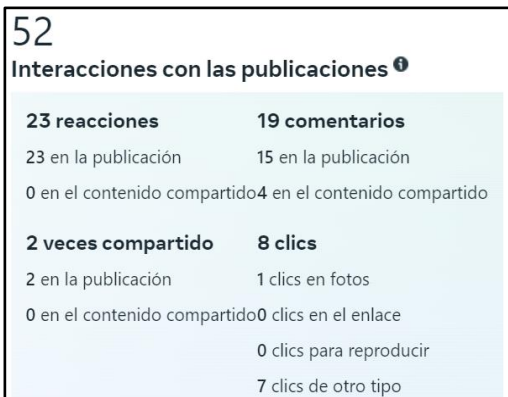 52
Interacciones con las publicaciones
23 reacciones
23 en la publicación
0 en el contenido compartido
19 comentarios
15 en la publicación
4 en el contenido compartido
2 veces compartido
2 en la publicación
0 en el contenido compartido
8 clics
1 clics en fotos
0 clics en el enlace
0 clics para reproducir
7 clics de otro tipo